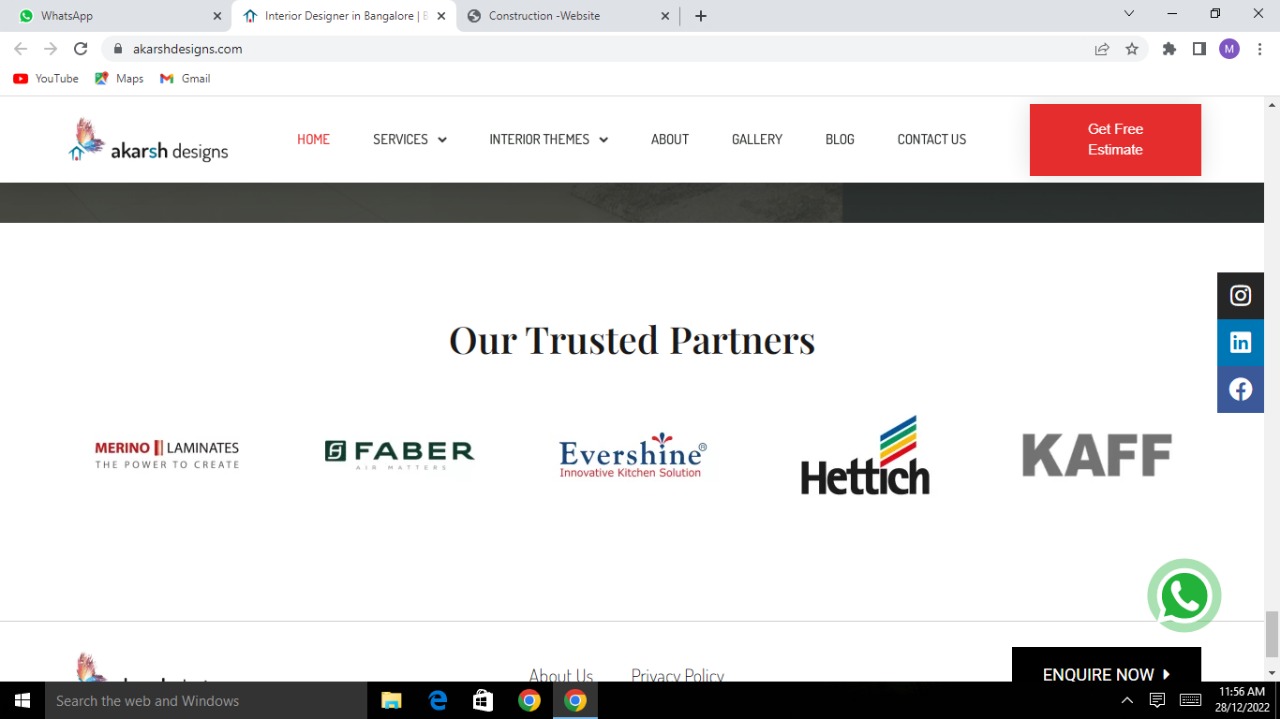 WhatsApp
Interior Designer in Bangalore | B
Construction -Website
akarshdesigns.com
M
YouTube
Maps
Gmail
akarsh designs
HOME
SERVICES
INTERIOR THEMES
ABOUT
GALLERY
BLOG
CONTACT US
Get Free
Estimate
Our Trusted Partners
MERINO LAMINATES
THE POWER TO CREATE
FABER
AIR MATTERS
Evershine®
Innovative Kitchen Solution
Hettich
KAFF
About Us
Privacy Policy
ENQUIRE NOW
Search the web and Windows
11:56 AM
28/12/2022